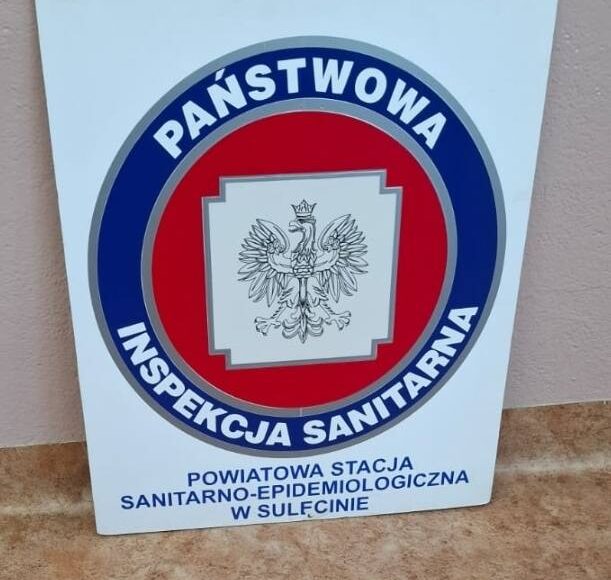 PAŃSTWOWA
INSPEKCJA SANITARNA
POWIATOWA STACJA
SANITARNO-EPIDEMIOLOGICZNA
W SULĘCINIE